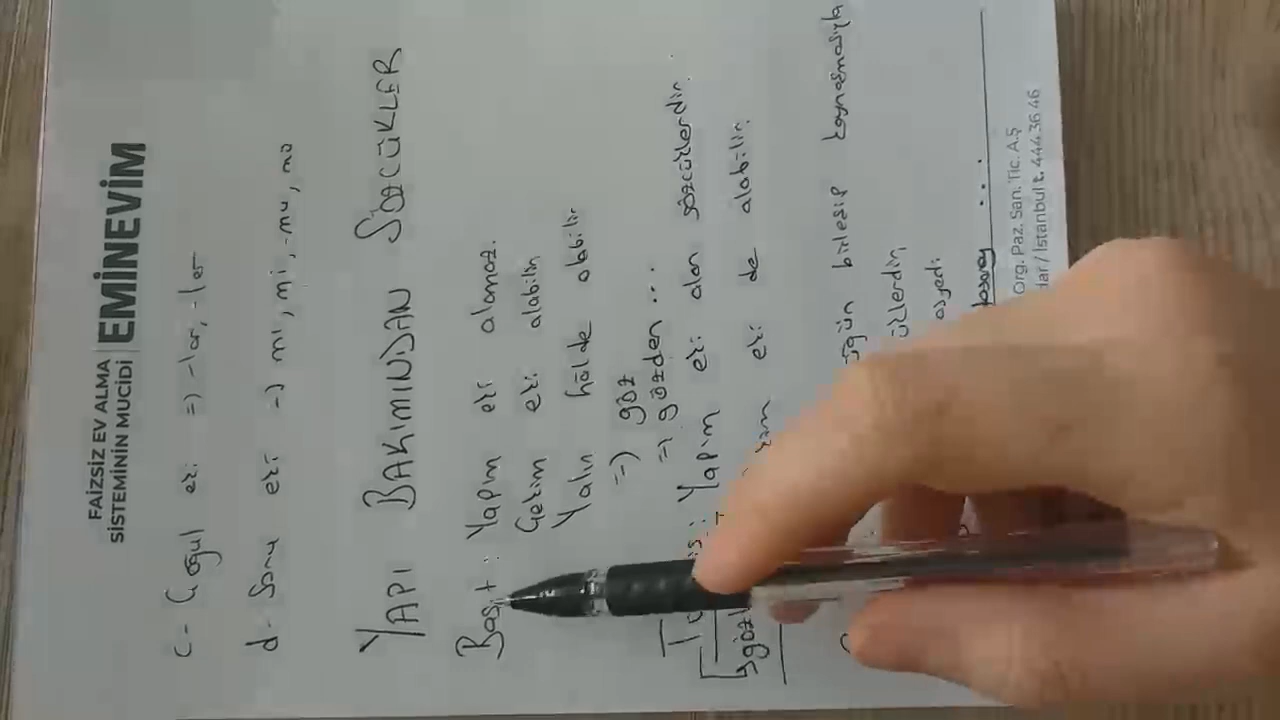 FAİZSİZ EV ALMA
SİSTEMİNİN MUCİDİ
EMİNEVİM
c- Çoğul eki => -lar, -ler
d- Soru eki -> mı, mi, -mu, mü
YAPI BAKIMINDAN SÖZCÜKLER
Basit: Yapım eki alamaz.
Çekim eki alabilir
Yalın hâlde olabilir
=> göz
=> gözden ...
Yapım eki alan sözcüklerdir.
eki de alabilir.
birleşip kaynaşmasıyla
...
Org. Paz. San. Tic. A.Ş
dar / İstanbul t. 444 36 46